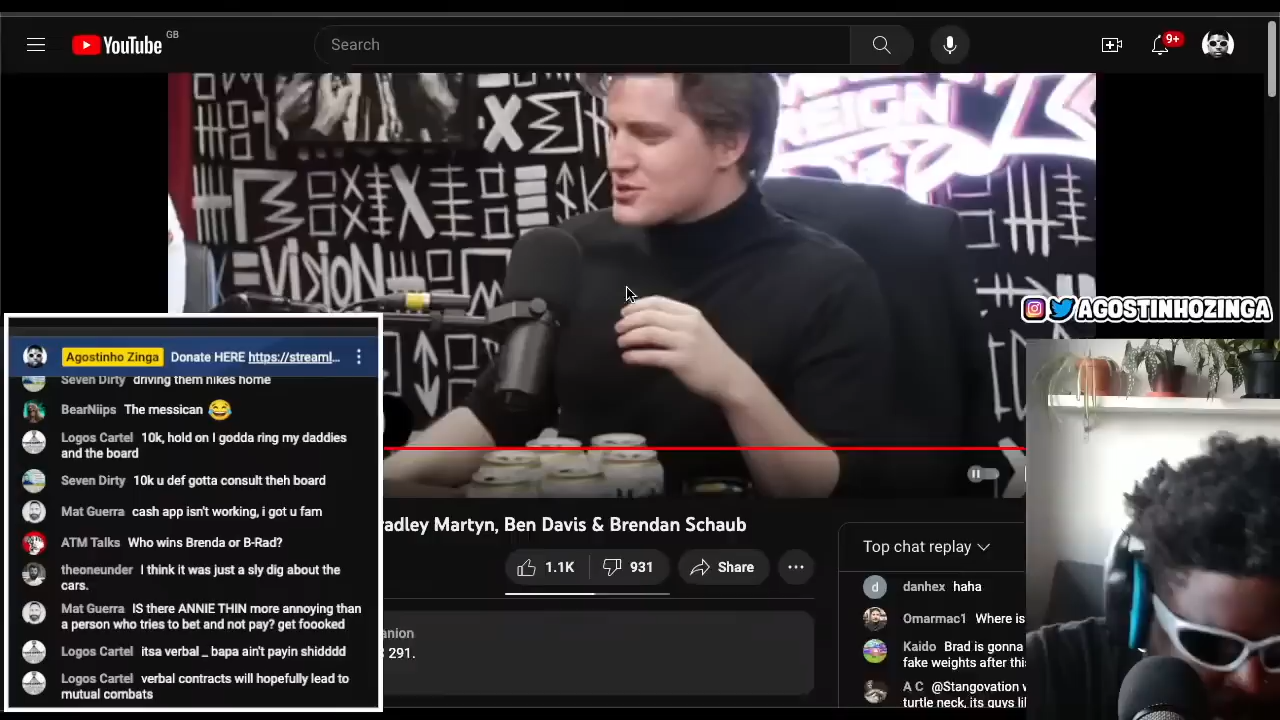 YouTube GB
Search
9+
EIGN
=VISION
AGOSTINHOZINGA
Agostinho Zinga Donate HERE https://streaml...
Seven Dirty driving them nikes home
BearNiips The messican 😂
Logos Cartel 10k, hold on I godda ring my daddies
and the board
Seven Dirty 10k u def gotta consult theh board
Mat Guerra cash app isn't working, i got u fam
ATM Talks Who wins Brenda or B-Rad?
theoneunder I think it was just a sly dig about the
cars.
Mat Guerra IS there ANNIE THIN more annoying than
a person who tries to bet and not pay? get foooked
Logos Cartel itsa verbal _ bapa ain't payin shidddd
Logos Cartel verbal contracts will hopefully lead to
mutual combats
adley Martyn, Ben Davis & Brendan Schaub
1.1K
931
Share
anion
291.
Top chat replay
danhex haha
Omarmac1 Where is
Kaido Brad is gonna
fake weights after this
A C @Stangovation w
turtle neck, its guys li